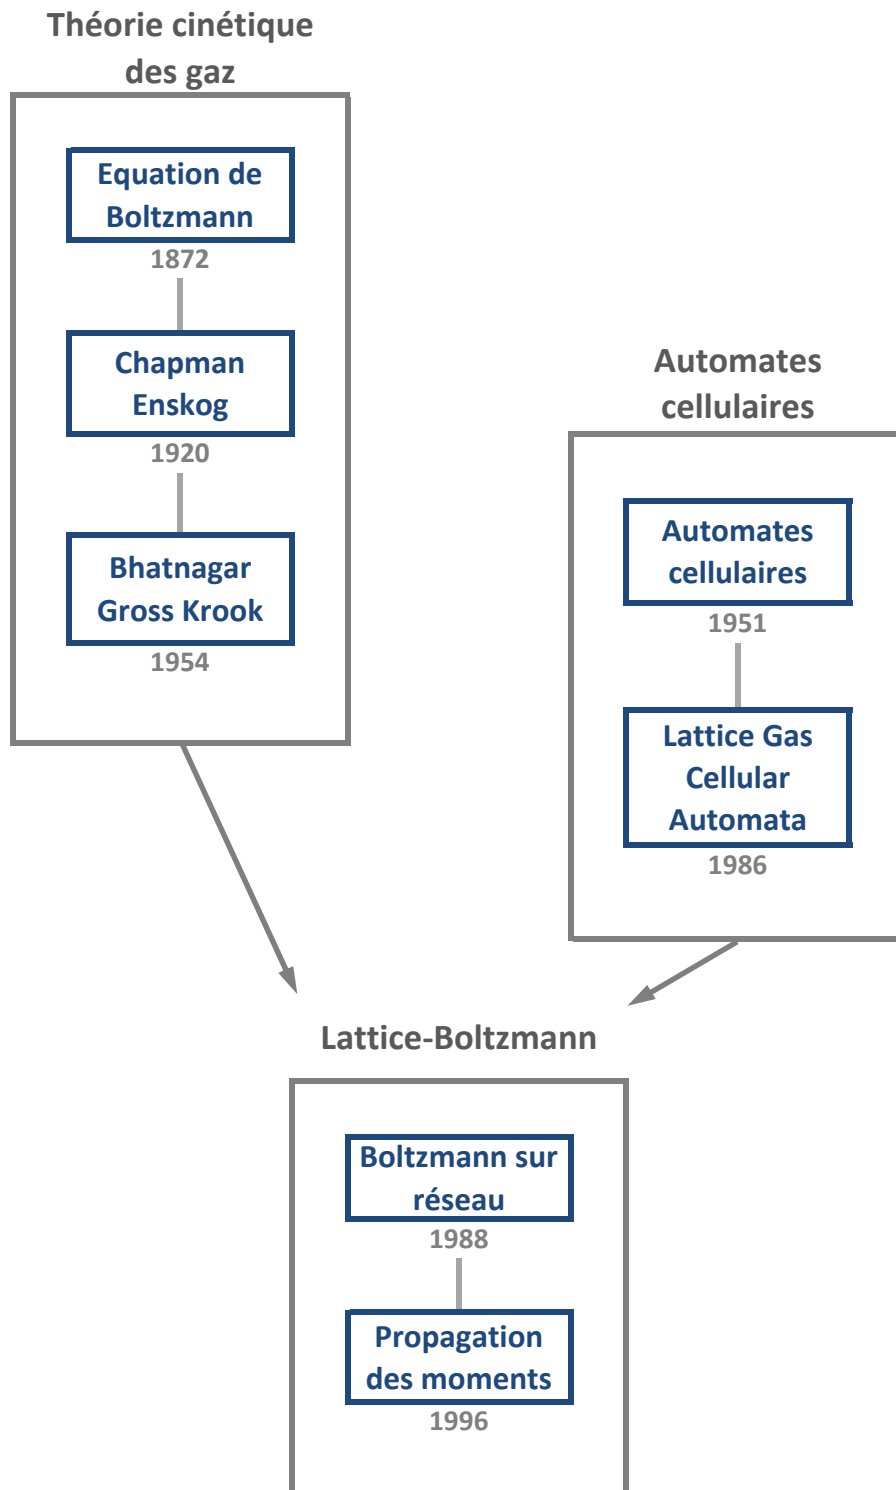 Théorie cinétique
des gaz
Equation de
Boltzmann
1872
Chapman
Enskog
1920
Bhatnagar
Gross Krook
1954
Automates
cellulaires
Automates
cellulaires
1951
Lattice Gas
Cellular
Automata
1986
Lattice-Boltzmann
Boltzmann sur
réseau
1988
Propagation
des moments
1996